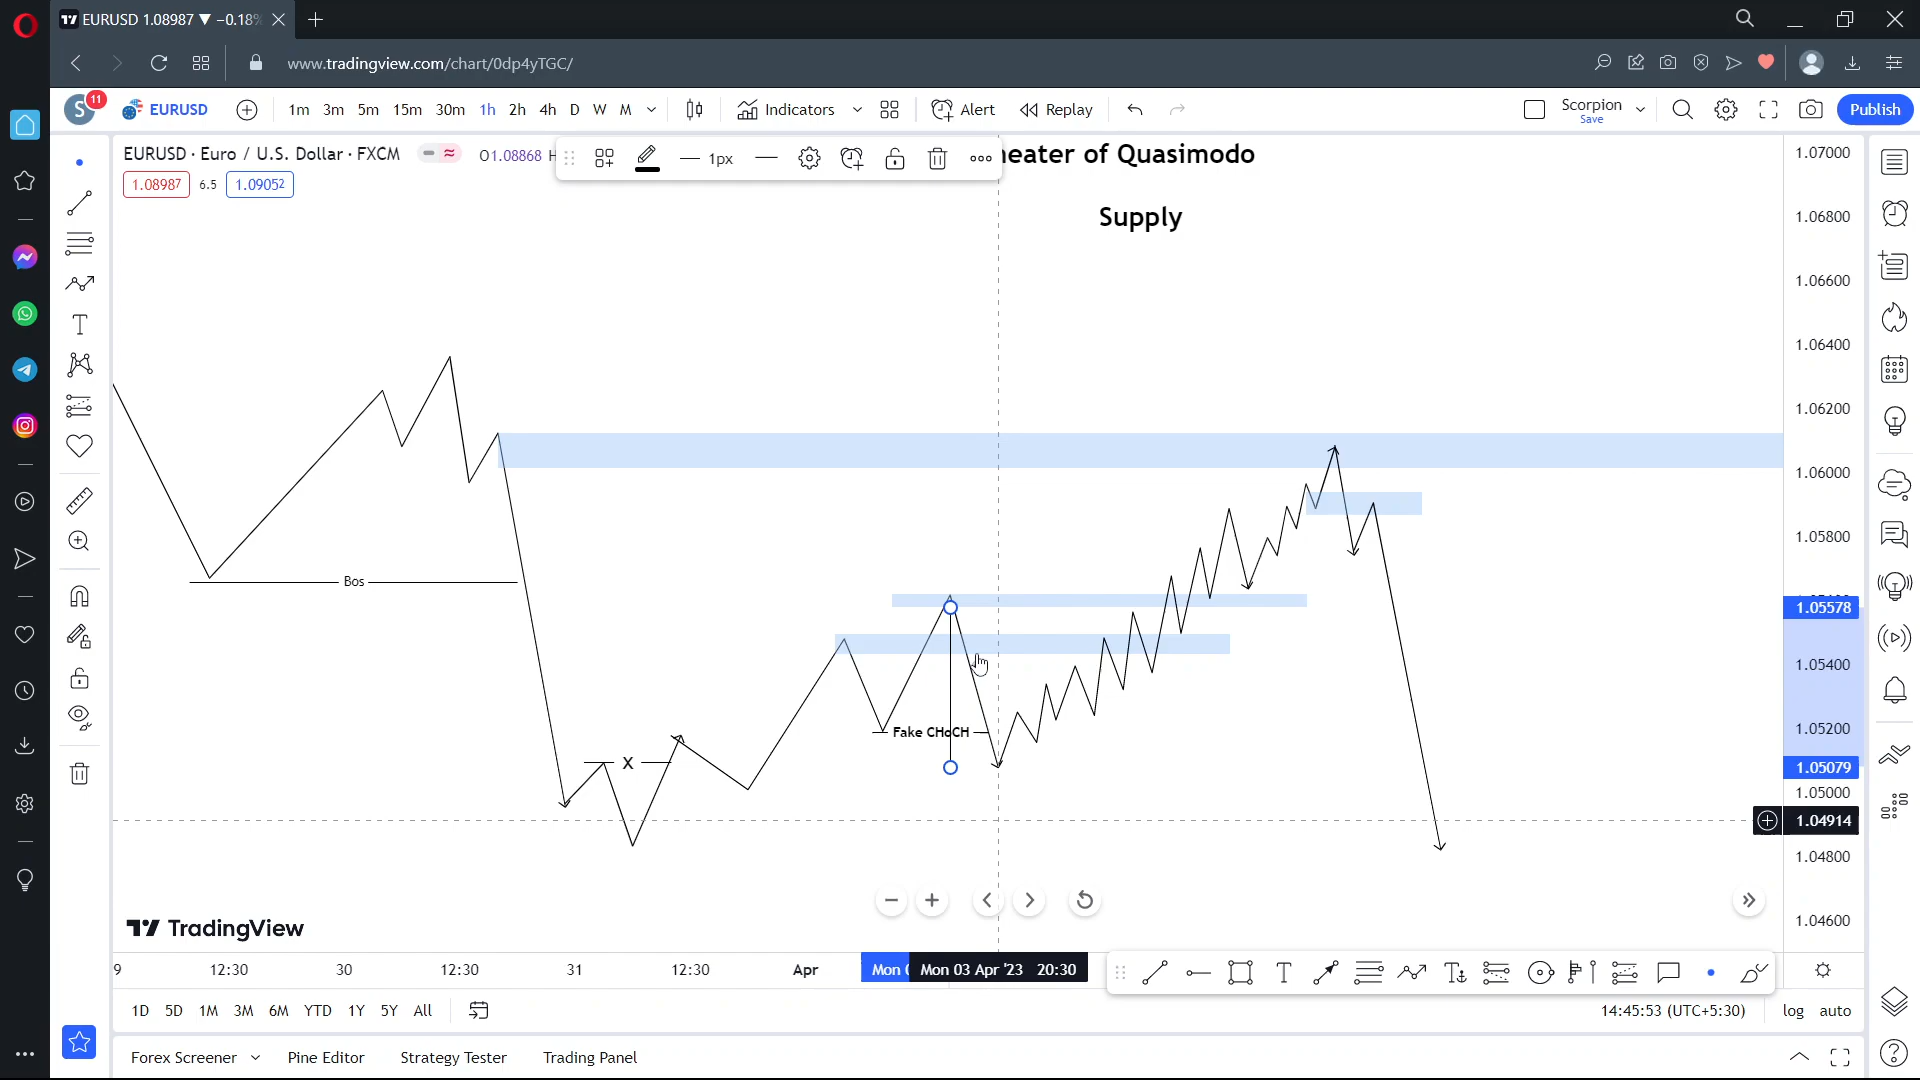 EURUSD 1.08987 ▼ −0.18%
www.tradingview.com/chart/0dp4yTGC/
S 11 EURUSD 1m 3m 5m 15m 30m 1h 2h 4h D W M Indicators Alert Replay Scorpion Save Publish
EURUSD · Euro / U.S. Dollar · FXCM O1.08868 H 1px heater of Quasimodo
1.08987 6.5 1.09052
Supply
1.07000
1.06800
1.06600
1.06400
1.06200
1.06000
1.05800
1.05578
1.05400
1.05200
1.05079
1.05000
1.04914
1.04800
1.04600
Bos
Fake CHoCH
X
TradingView
9 12:30 30 12:30 31 12:30 Apr Mon 0 Mon 03 Apr '23 20:30
1D 5D 1M 3M 6M YTD 1Y 5Y All 14:45:53 (UTC+5:30) log auto
Forex Screener Pine Editor Strategy Tester Trading Panel